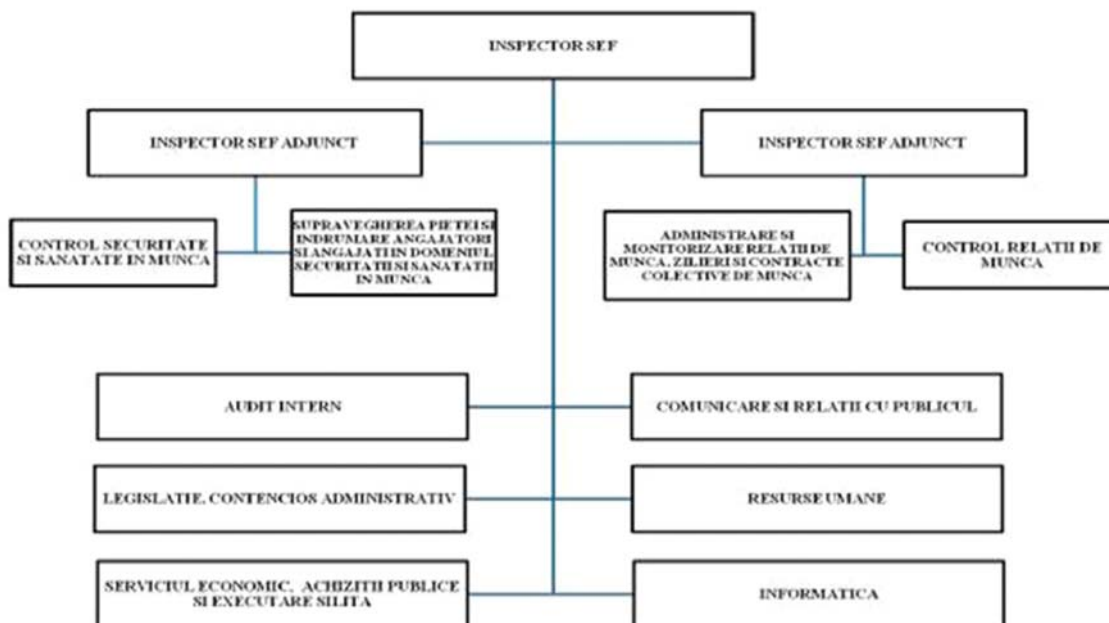 INSPECTOR SEF
INSPECTOR SEF ADJUNCT
INSPECTOR SEF ADJUNCT
CONTROL SECURITATE
SI SANATATE IN MUNCA
SUPRAVEGHEREA PIETEI SI
INDRUMARE ANGAJATORI
SI ANGAJATI IN DOMENIUL
SECURITATII SI SANATATII
IN MUNCA
ADMINISTRARE SI
MONITORIZARE RELATII DE
MUNCA, ZILIERI SI CONTRACTE
COLECTIVE DE MUNCA
CONTROL RELATII DE
MUNCA
AUDIT INTERN
COMUNICARE SI RELATII CU PUBLICUL
LEGISLATIE, CONTENCIOS ADMINISTRATIV
RESURSE UMANE
SERVICIUL ECONOMIC, ACHIZITII PUBLICE
SI EXECUTARE SILITA
INFORMATICA